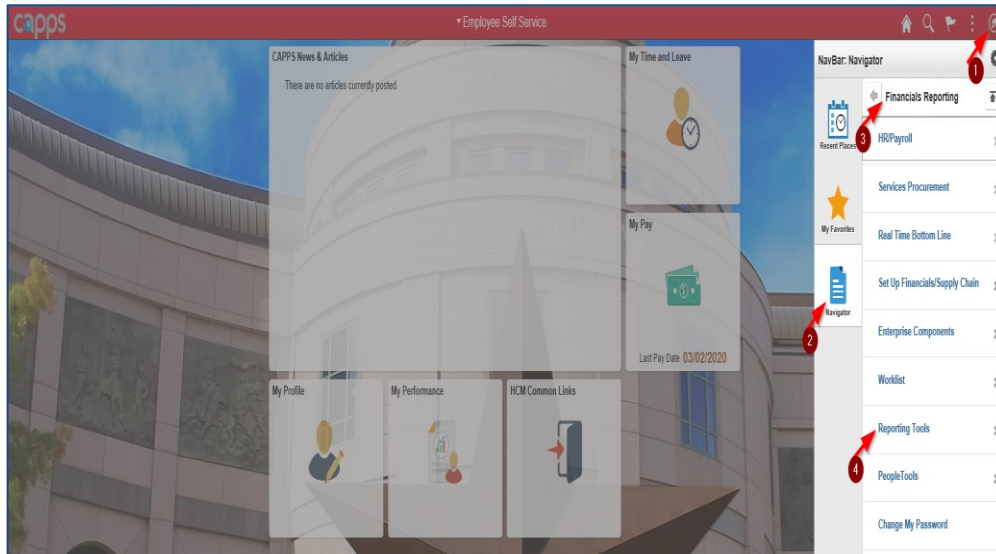 capps
Employee Self Service
1
CAPPS News & Articles
There are no articles currently posted.
My Time and Leave
My Pay
Last Pay Date 03/02/2020
My Profile
My Performance
HCM Common Links
NavBar: Navigator
Recent Places
My Favorites
Navigator
2
3
Financials Reporting
HR/Payroll
Services Procurement
Real Time Bottom Line
Set Up Financials/Supply Chain
Enterprise Components
Worklist
Reporting Tools
4
PeopleTools
Change My Password